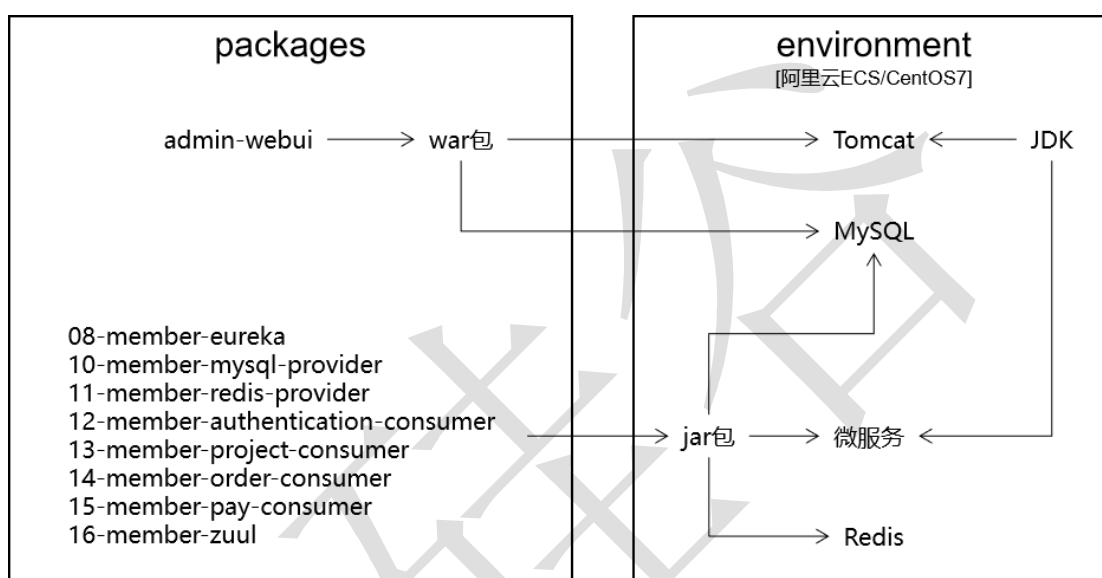 packages
admin-webui
war包
08-member-eureka
10-member-mysql-provider
11-member-redis-provider
12-member-authentication-consumer
13-member-project-consumer
14-member-order-consumer
15-member-pay-consumer
16-member-zuul
environment
[阿里云ECS/CentOS7]
Tomcat
JDK
MySQL
jar包
微服务
Redis